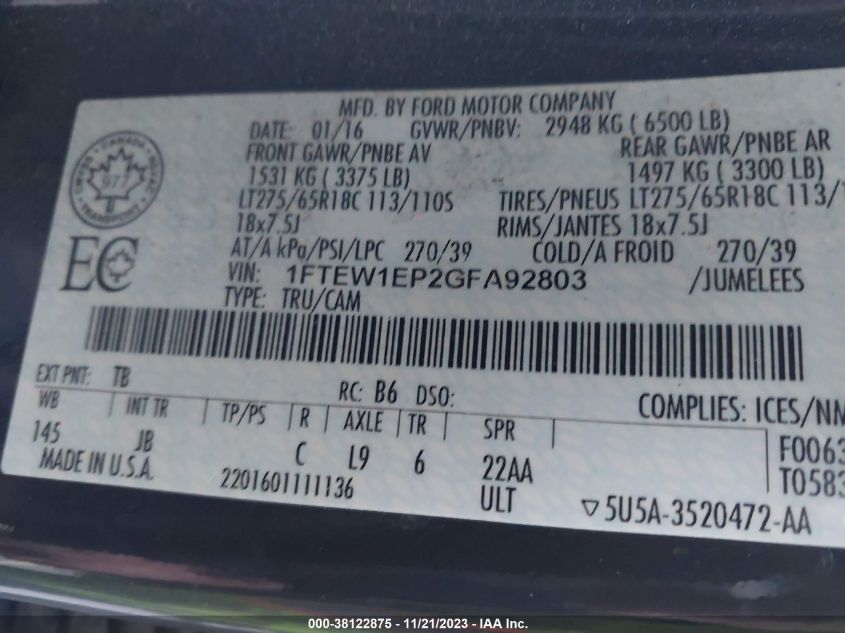 MFD. BY FORD MOTOR COMPANY
DATE: 01/16 GVWR/PNBV: 2948 KG ( 6500 LB)
FRONT GAWR/PNBE AV REAR GAWR/PNBE AR
1531 KG ( 3375 LB) 1497 KG ( 3300 LB)
LT275/65R18C 113/110S TIRES/PNEUS LT275/65R18C 113/
18x7.5J RIMS/JANTES 18x7.5J
AT/A kPa/PSI/LPC 270/39 COLD/A FROID 270/39
VIN: 1FTEW1EP2GFA92803 /JUMELEES
TYPE: TRU/CAM
CANADA
TRANSPORT
977
EC
EXT PNT: TB RC: B6 DSO:
WB INT TR TP/PS R AXLE TR SPR COMPLIES: ICES/NM
145 JB C L9 6 22AA F0063
MADE IN U.S.A. 2201601111136 ULT T0583
5U5A-3520472-AA
000-38122875 - 11/21/2023 - IAA Inc.